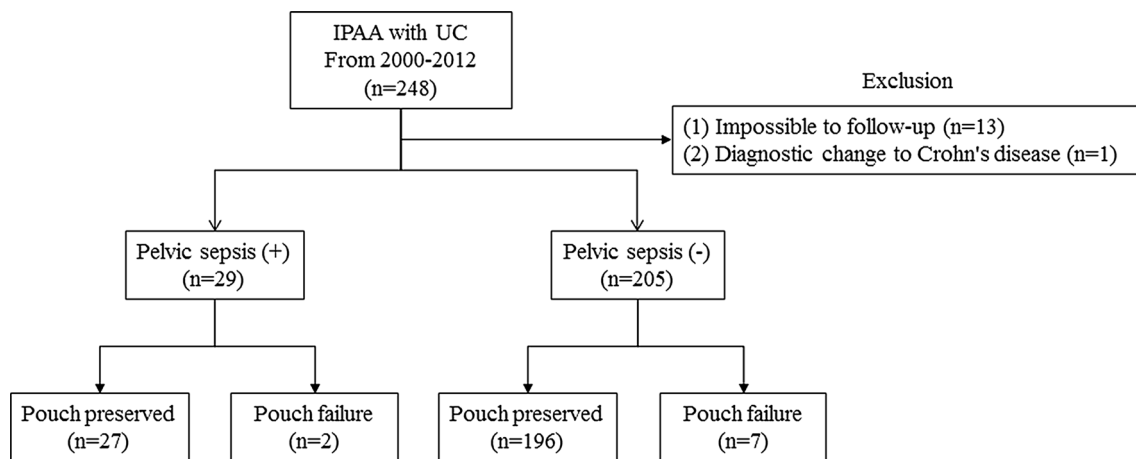 IPAA with UC
From 2000-2012
(n=248)
Exclusion
(1) Impossible to follow-up (n=13)
(2) Diagnostic change to Crohn's disease (n=1)
Pelvic sepsis (+)
(n=29)
Pelvic sepsis (-)
(n=205)
Pouch preserved
(n=27)
Pouch failure
(n=2)
Pouch preserved
(n=196)
Pouch failure
(n=7)